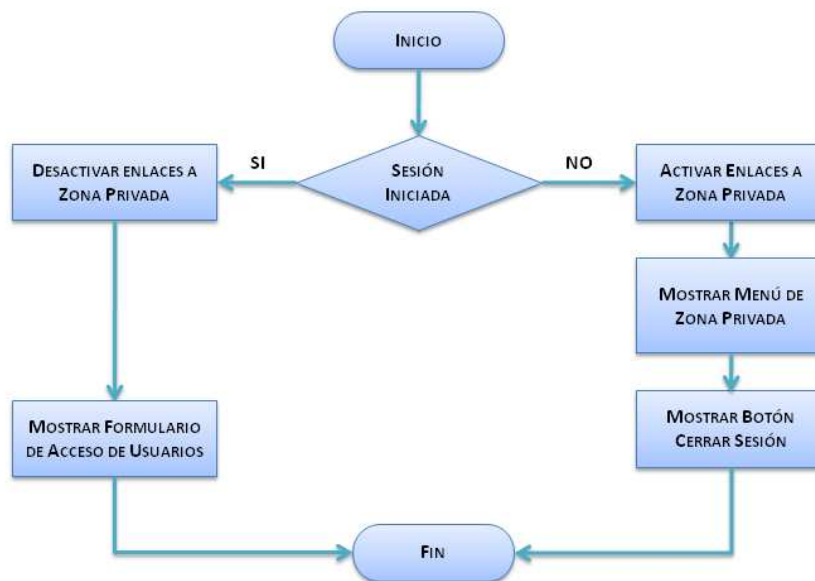 INICIO
DESACTIVAR ENLACES A
ZONA PRIVADA
SI
SESIÓN
INICIADA
NO
ACTIVAR ENLACES A
ZONA PRIVADA
MOSTRAR MENÚ DE
ZONA PRIVADA
MOSTRAR FORMULARIO
DE ACCESO DE USUARIOS
MOSTRAR BOTÓN
CERRAR SESIÓN
FIN